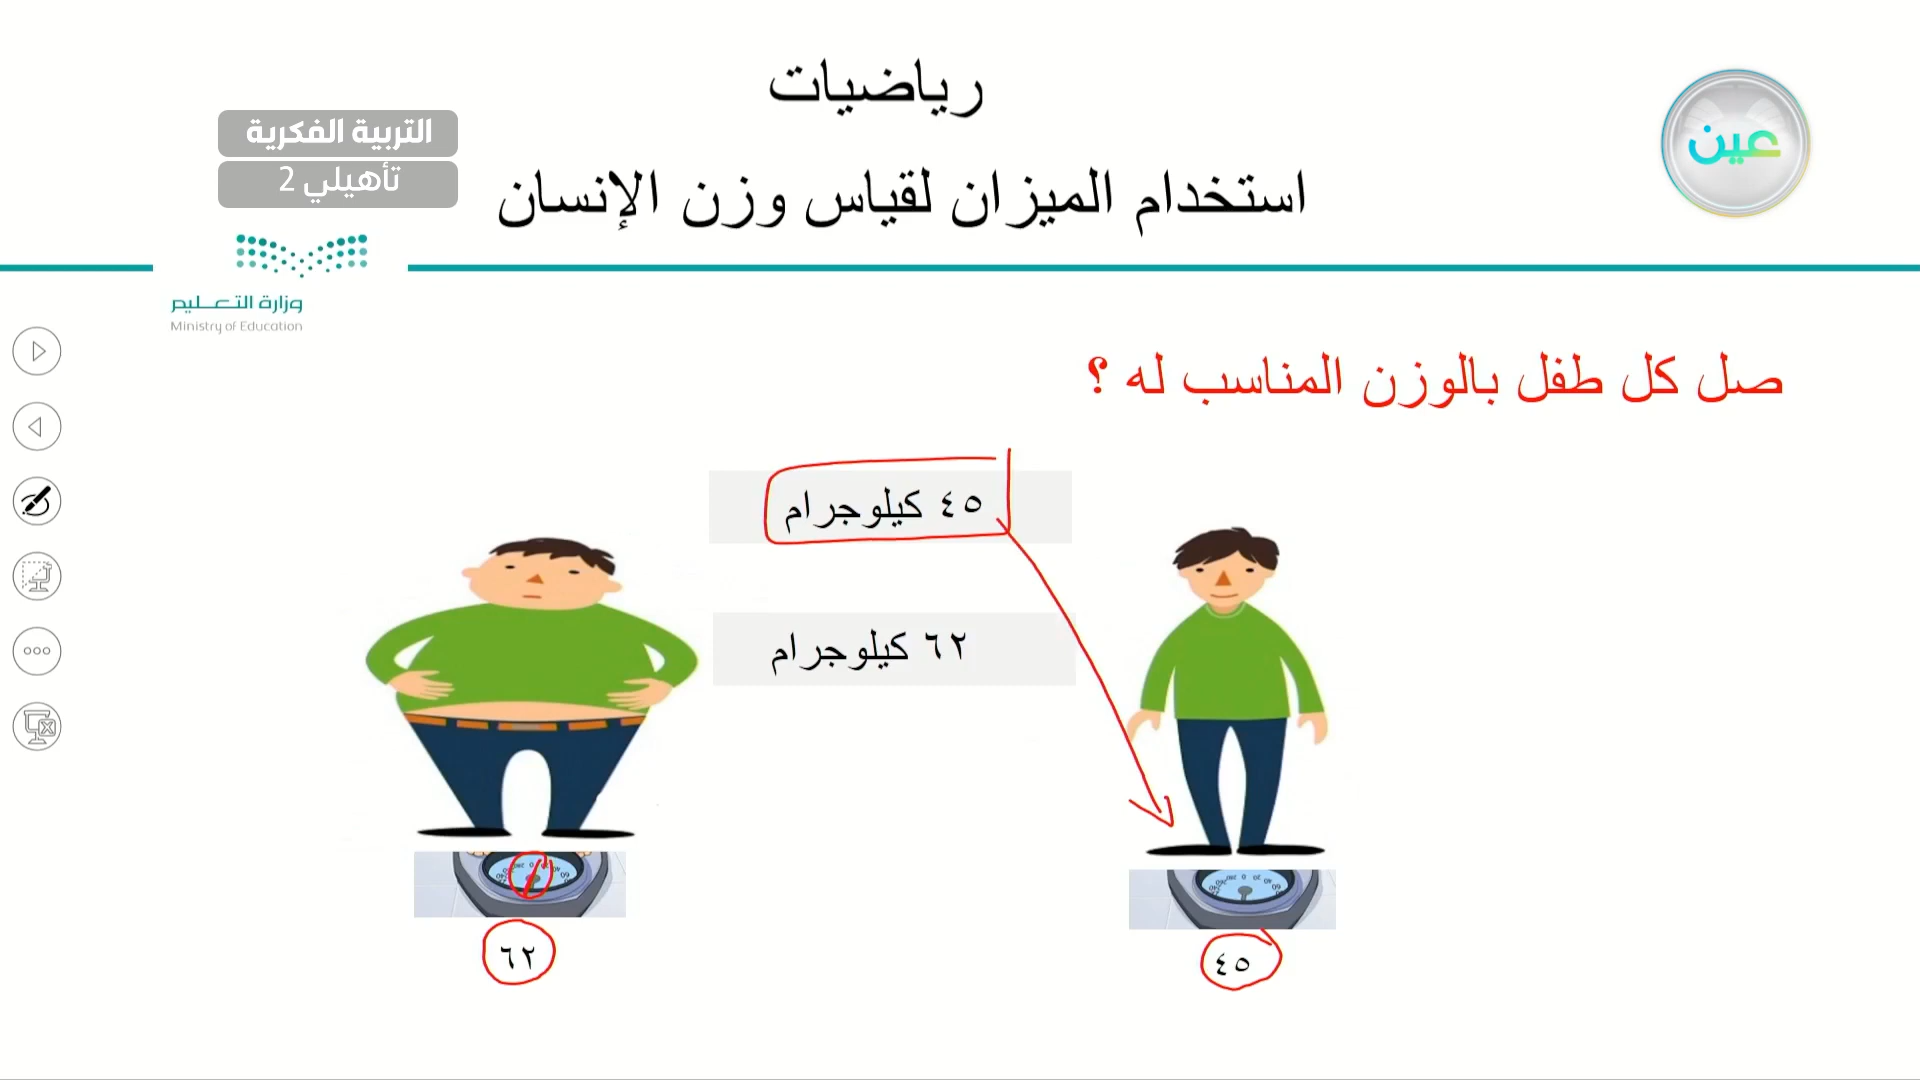 رياضيات
عين
التربية الفكرية
تأهيلي 2
استخدام الميزان لقياس وزن الإنسان
وزارة التعليم
Ministry of Education
صل كل طفل بالوزن المناسب له ؟
٤٥ كيلوجرام
٦٢ كيلوجرام
٤٥
٦٢